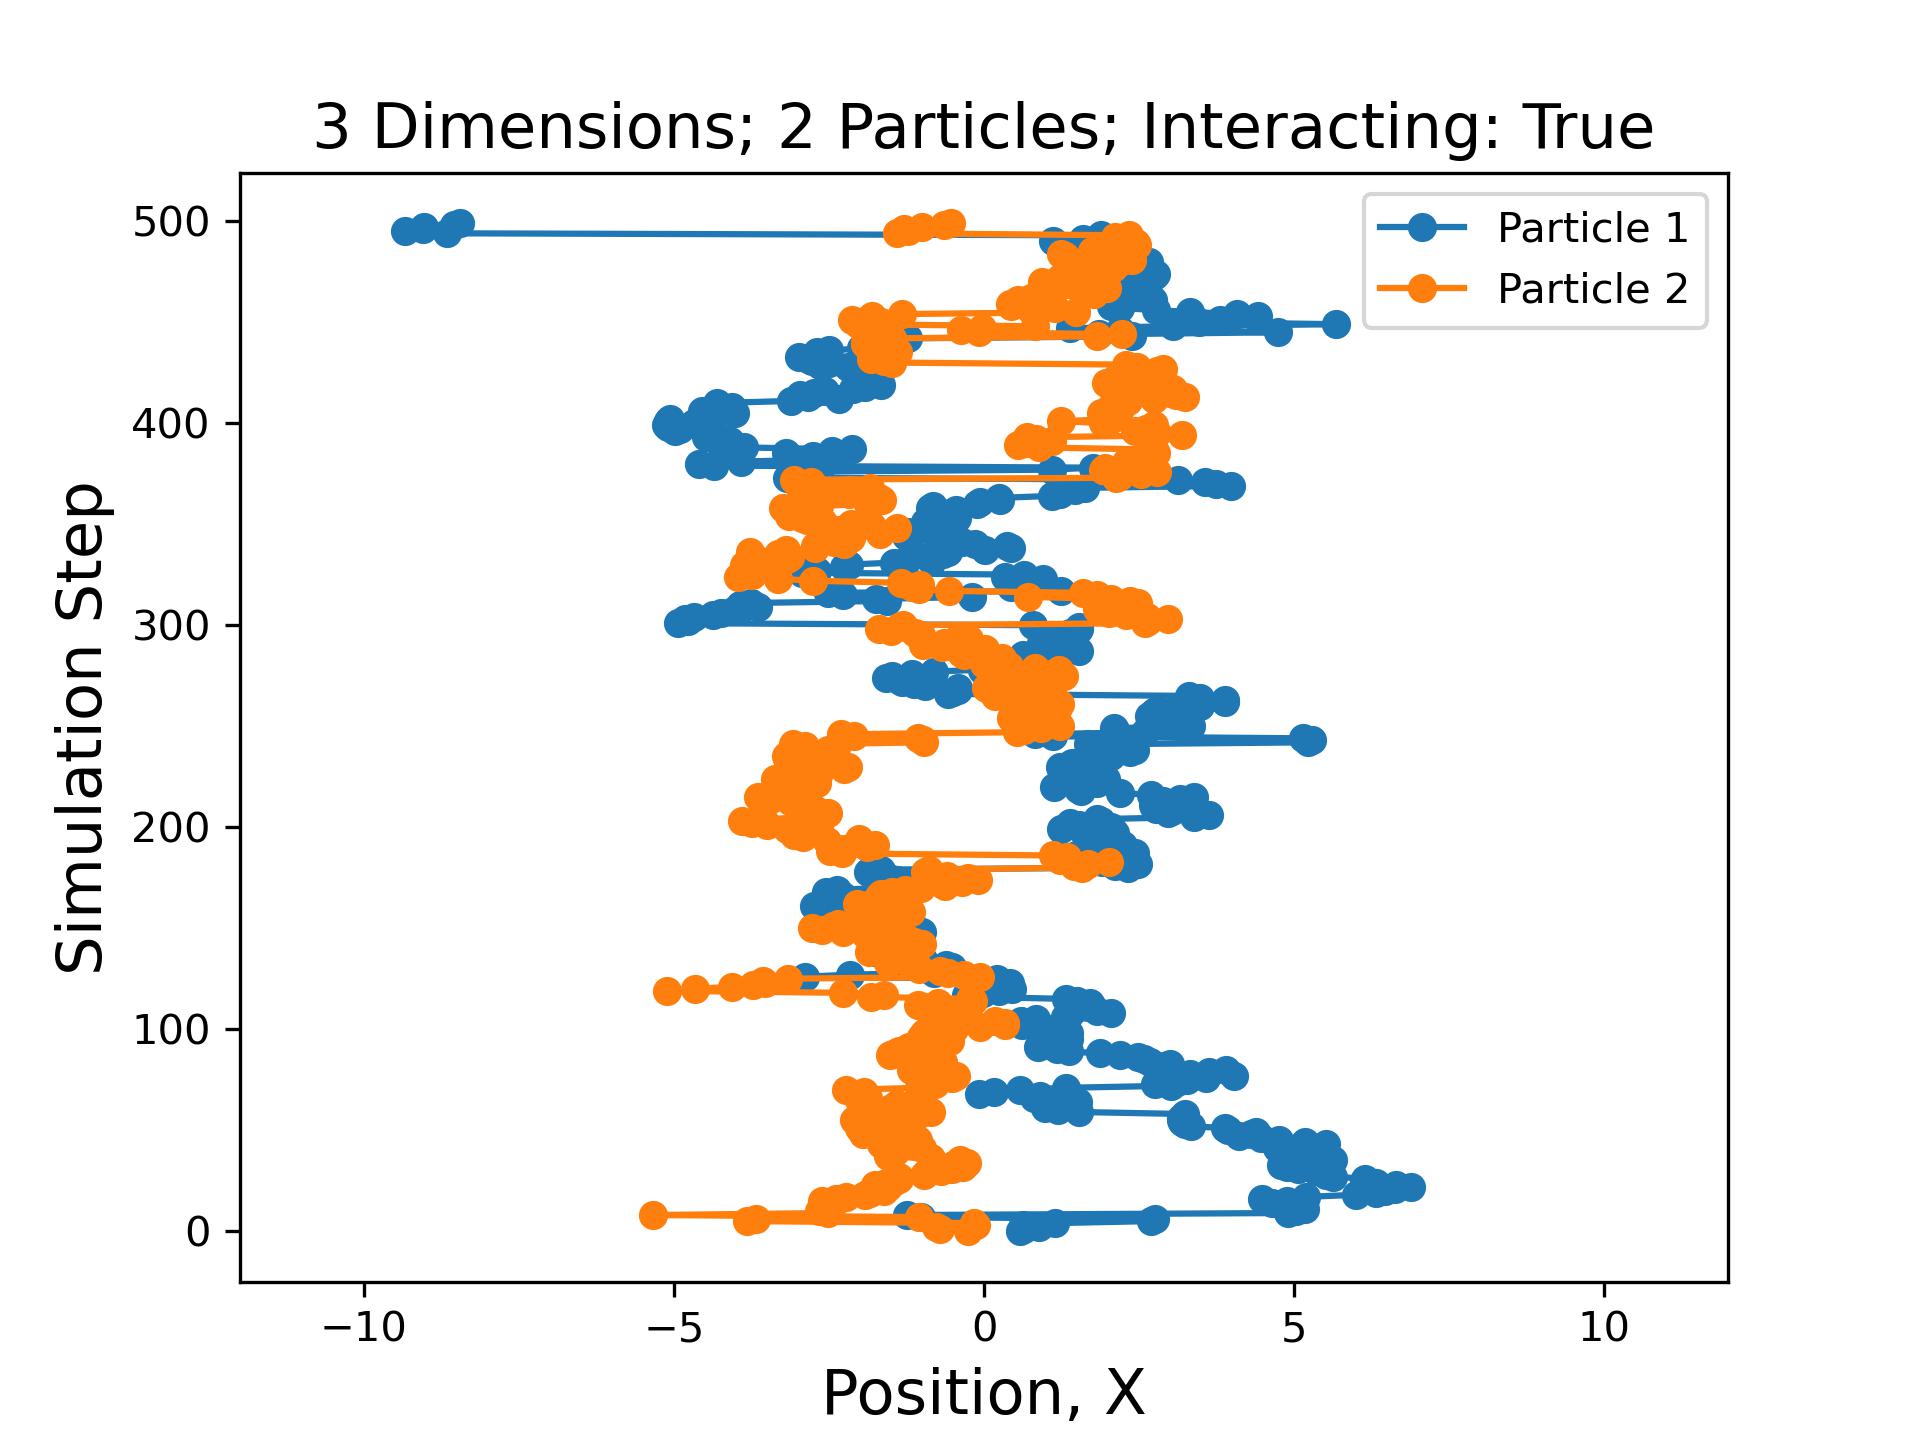 3 Dimensions; 2 Particles; Interacting: True
Particle 1
Particle 2
500
400
300
200
100
0
Simulation Step
−10
−5
0
5
10
Position, X